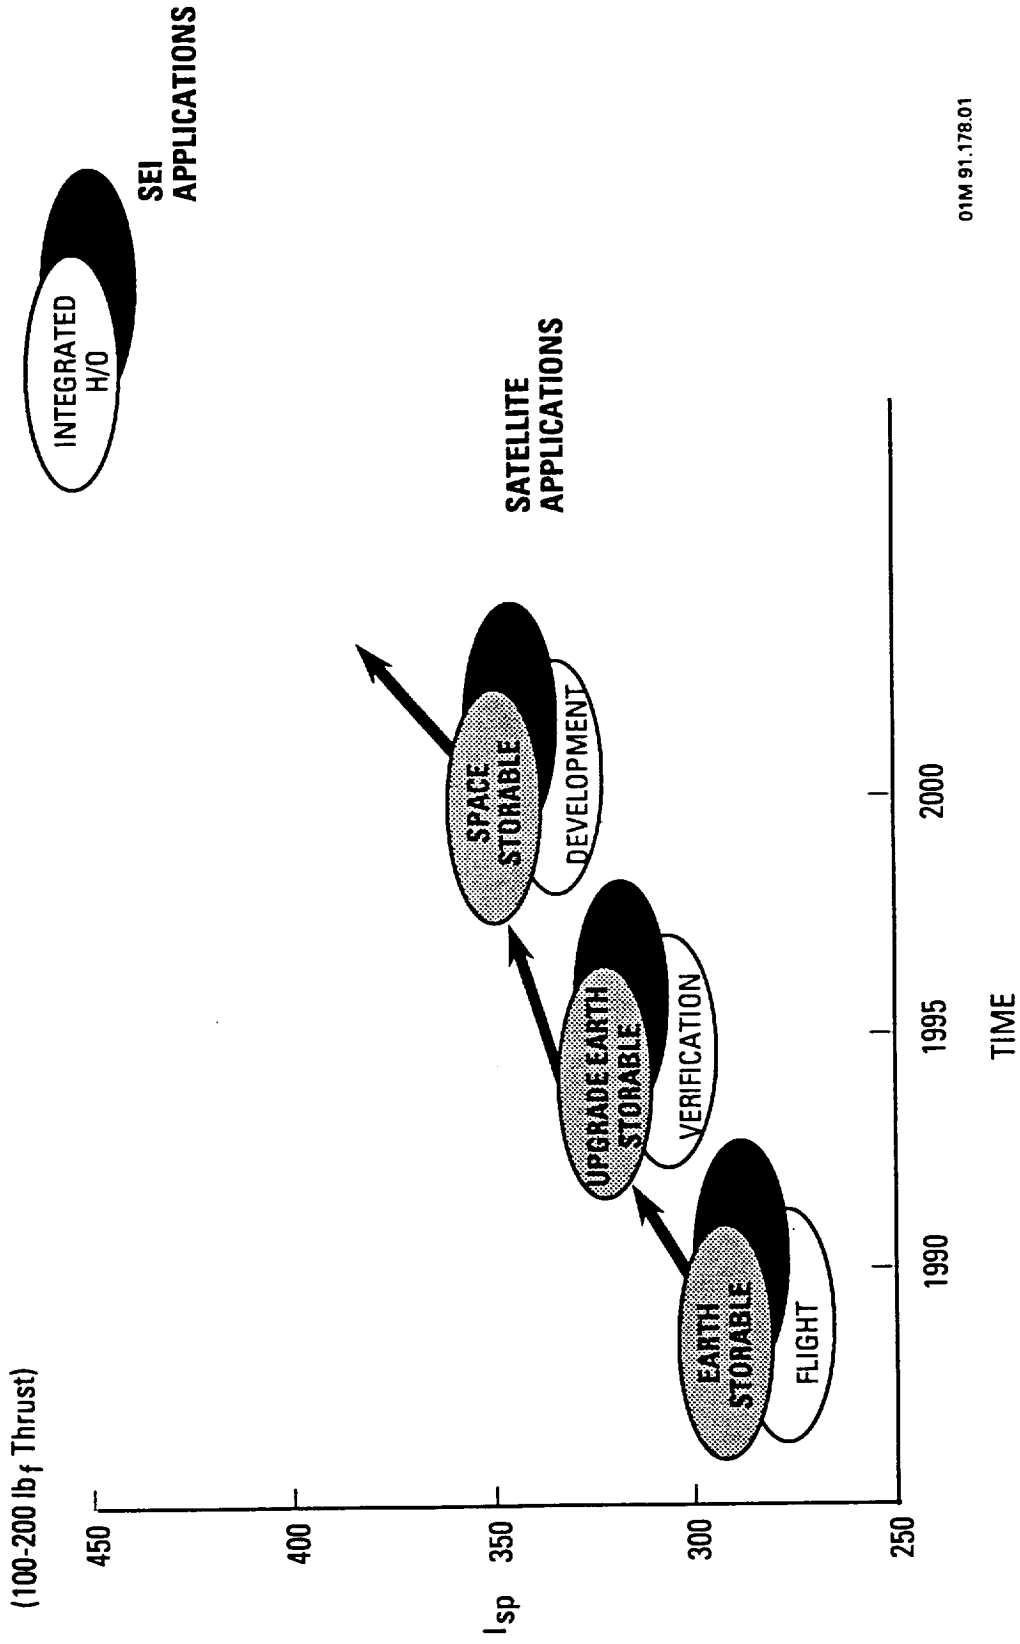 (100-200 lbf Thrust)
450
400
350
300
250
Isp
INTEGRATED
H/O
SEI
APPLICATIONS
SPACE
STORABLE
DEVELOPMENT
SATELLITE
APPLICATIONS
UPGRADE EARTH
STORABLE
VERIFICATION
EARTH
STORABLE
FLIGHT
1990
1995
2000
TIME
01M 91.178.01